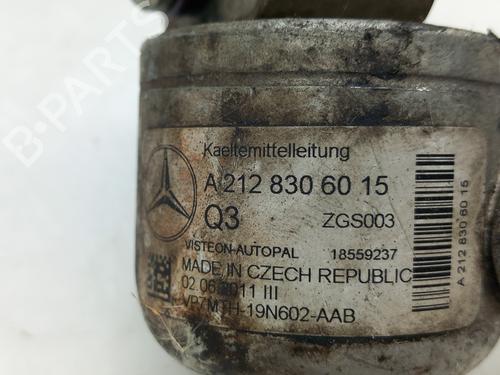 Kaeltemittelleitung
A 212 830 60 15
Q3 ZGS003
VISTEON-AUTOPAL 18559237
MADE IN CZECH REPUBLIC
02 06 2011 III
19N602-AAB
A 212 830 60 15
B-PARTS